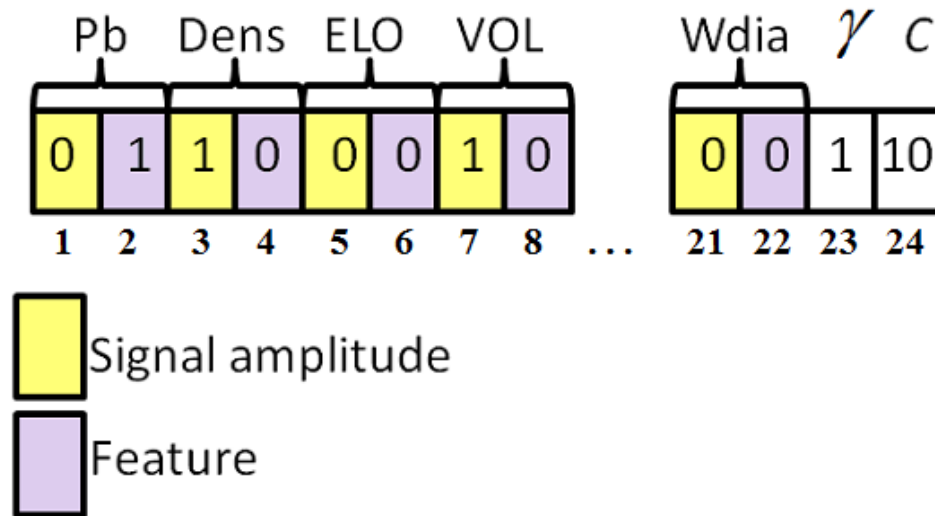 Pb Dens ELO VOL Wdia γ C
0 1 1 0 0 0 1 0 0 0 1 10
1 2 3 4 5 6 7 8 ... 21 22 23 24
Signal amplitude
Feature